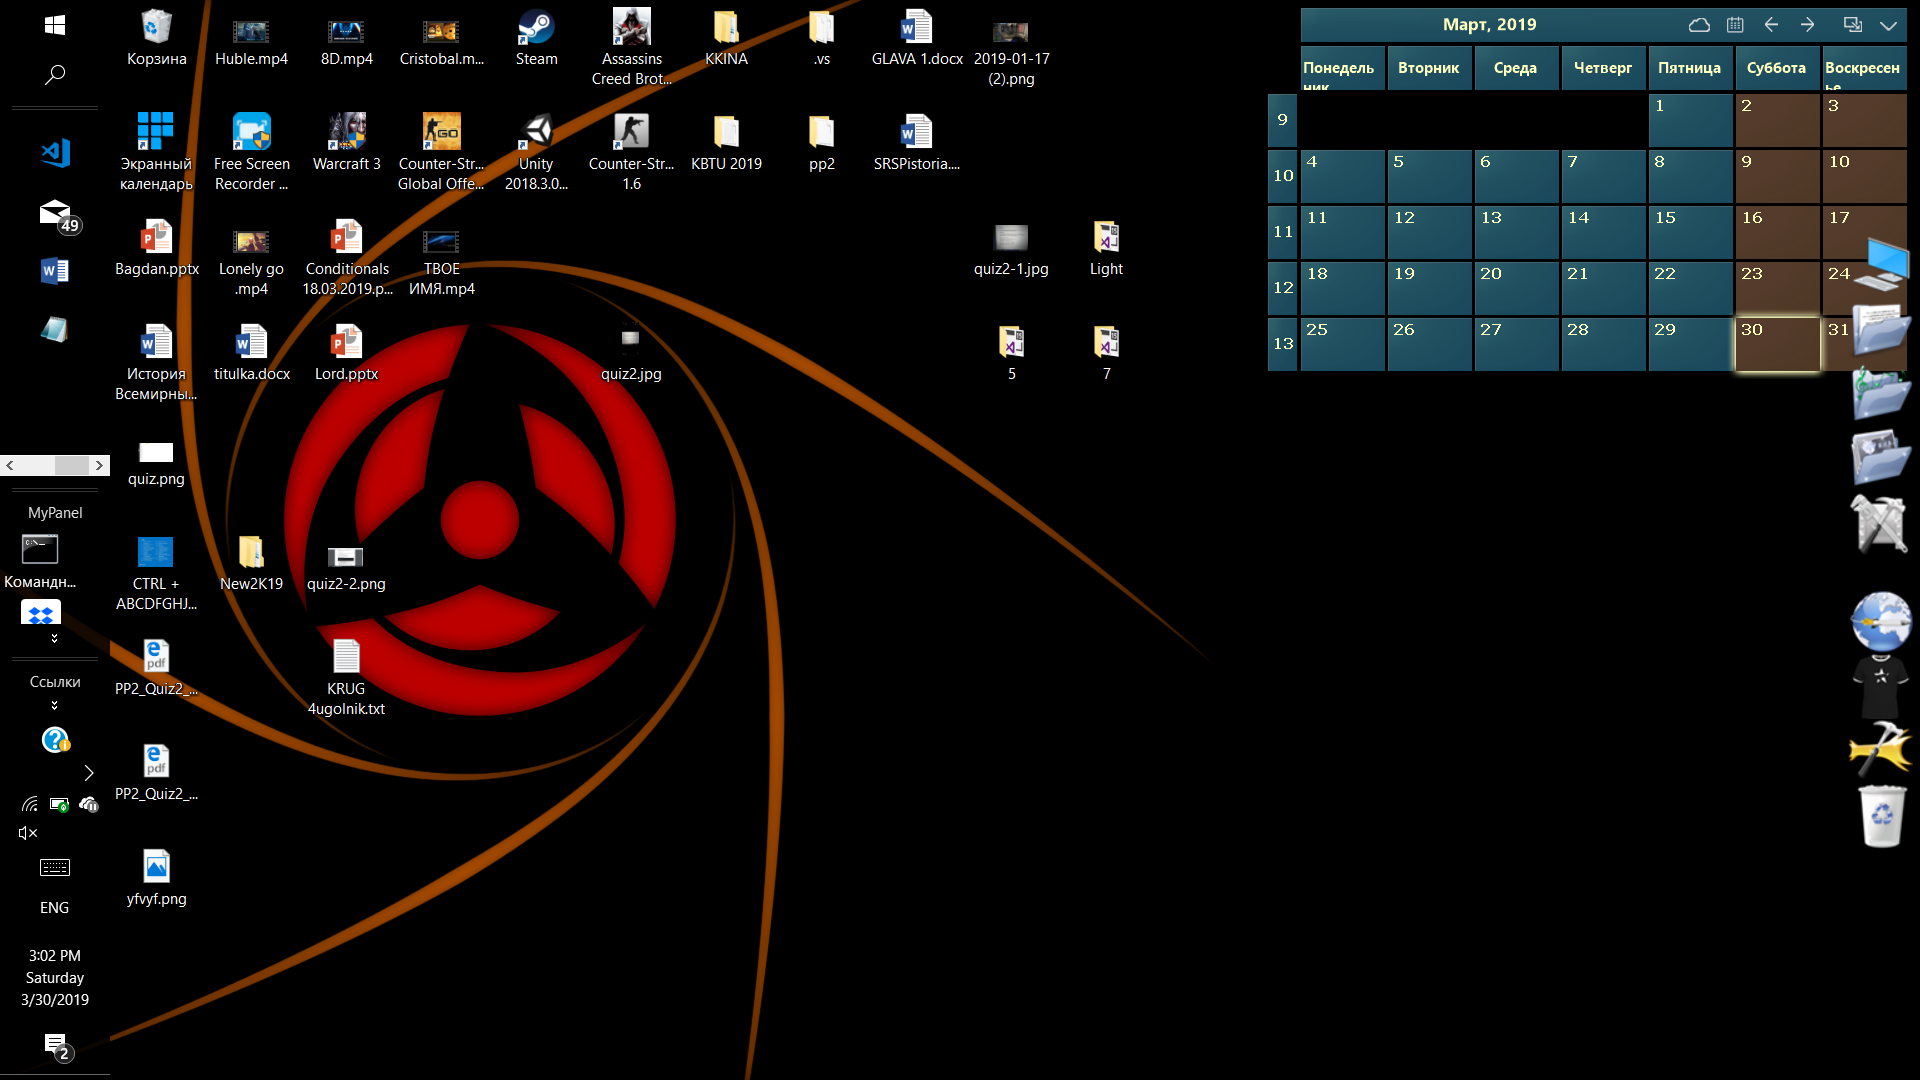 Корзина
Huble.mp4
8D.mp4
Cristobal.m...
Steam
Assassins
Creed Brot...
KKINA
.vs
GLAVA 1.docx
2019-01-17
(2).png
Экранный
календарь
Free Screen
Recorder ...
Warcraft 3
Counter-Str...
Global Offe...
Unity
2018.3.0...
Counter-Str...
1.6
KBTU 2019
pp2
SRSPistoria....
Bagdan.pptx
Lonely go
.mp4
Conditionals
18.03.2019.p...
ТВОЕ
ИМЯ.mp4
quiz2-1.jpg
Light
История
Всемирны...
titulka.docx
Lord.pptx
quiz2.jpg
5
7
quiz.png
CTRL +
ABCDFGHJ...
New2K19
quiz2-2.png
PP2_Quiz2_...
KRUG
4ugolnik.txt
PP2_Quiz2_...
yfvyf.png
49
MyPanel
Командн...
Ссылки
ENG
3:02 PM
Saturday
3/30/2019
2
Март, 2019
Понедельник
Вторник
Среда
Четверг
Пятница
Суббота
Воскресенье
9 1 2 3
10 4 5 6 7 8 9 10
11 11 12 13 14 15 16 17
12 18 19 20 21 22 23 24
13 25 26 27 28 29 30 31
GO
pdf
pdf